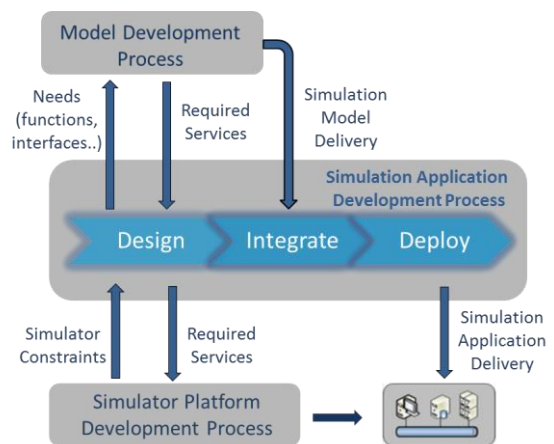 Model Development
Process
Needs
(functions,
interfaces..)
Required
Services
Simulation
Model
Delivery
Simulation Application
Development Process
Design
Integrate
Deploy
Simulator
Constraints
Required
Services
Simulation
Application
Delivery
Simulator Platform
Development Process